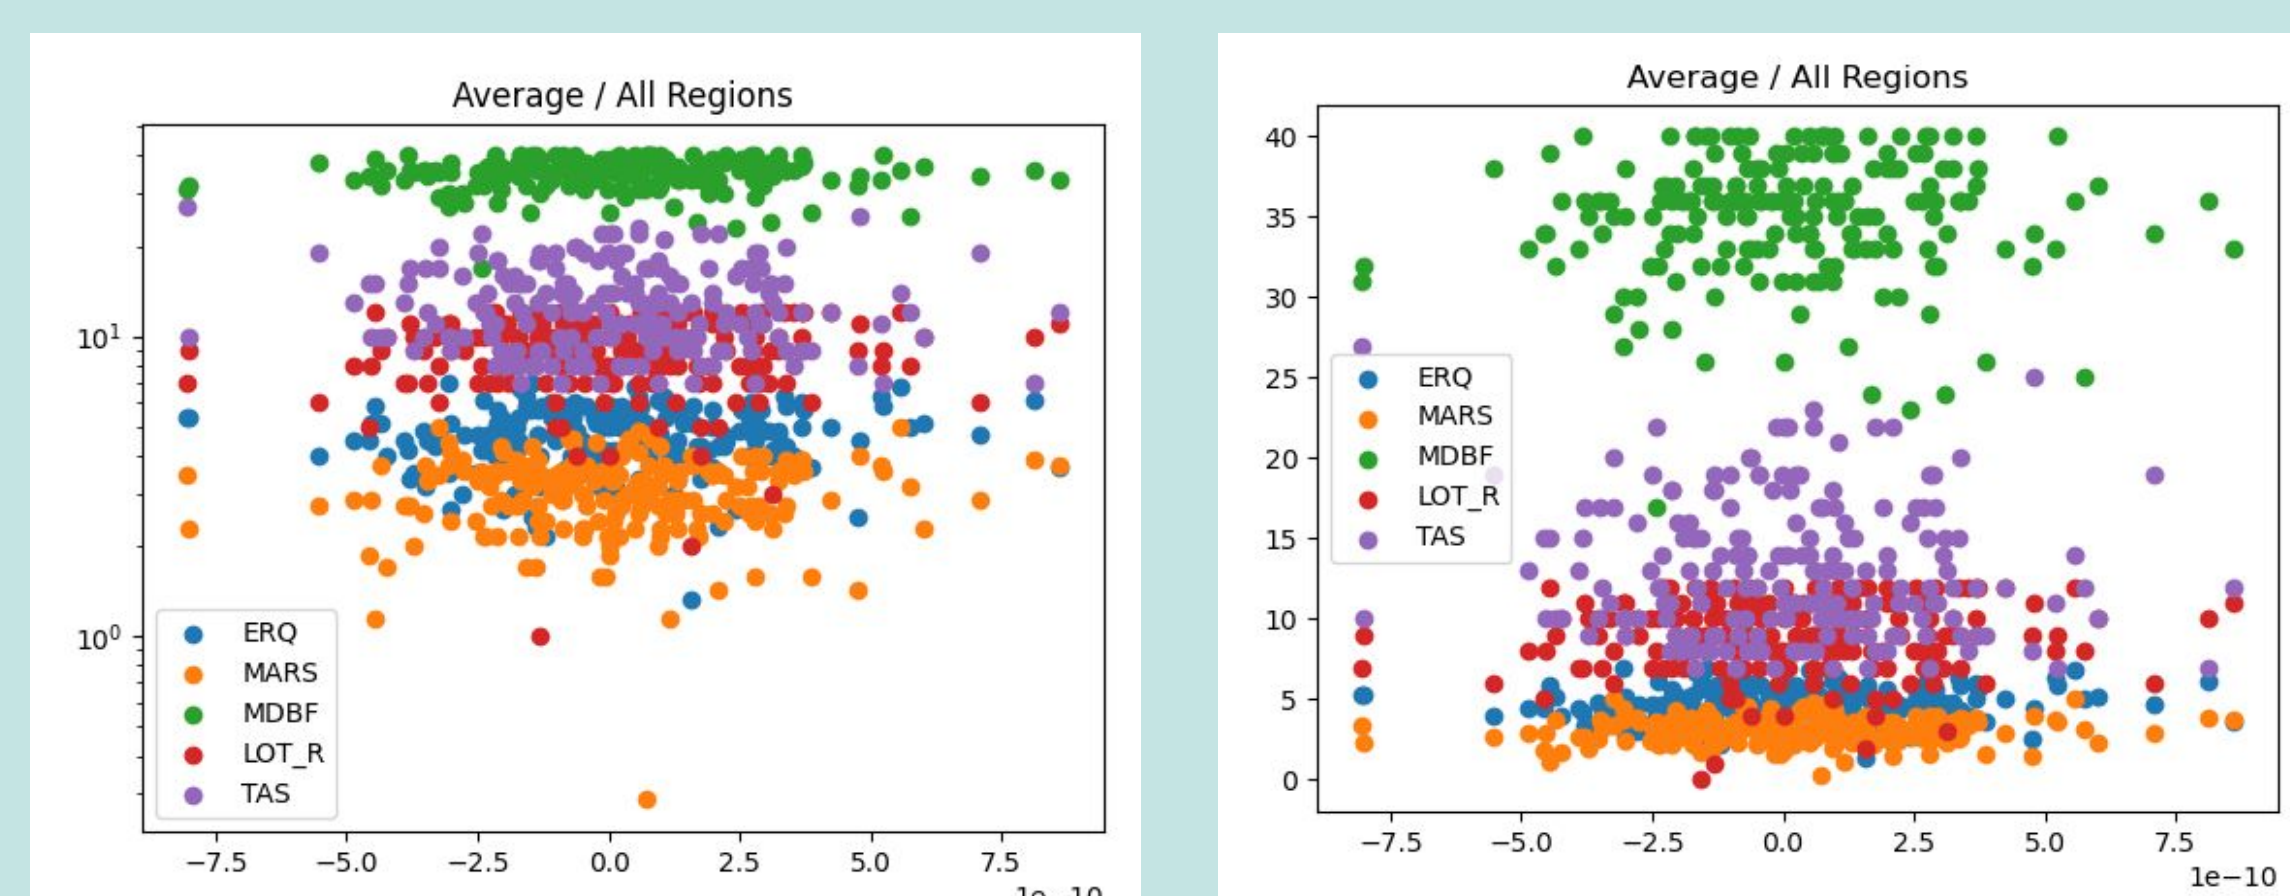 Average / All Regions
10¹
10⁰
ERQ
MARS
MDBF
LOT_R
TAS
−7.5 −5.0 −2.5 0.0 2.5 5.0 7.5
1e−10
Average / All Regions
40
35
30
25
20
15
10
5
0
ERQ
MARS
MDBF
LOT_R
TAS
−7.5 −5.0 −2.5 0.0 2.5 5.0 7.5
1e−10